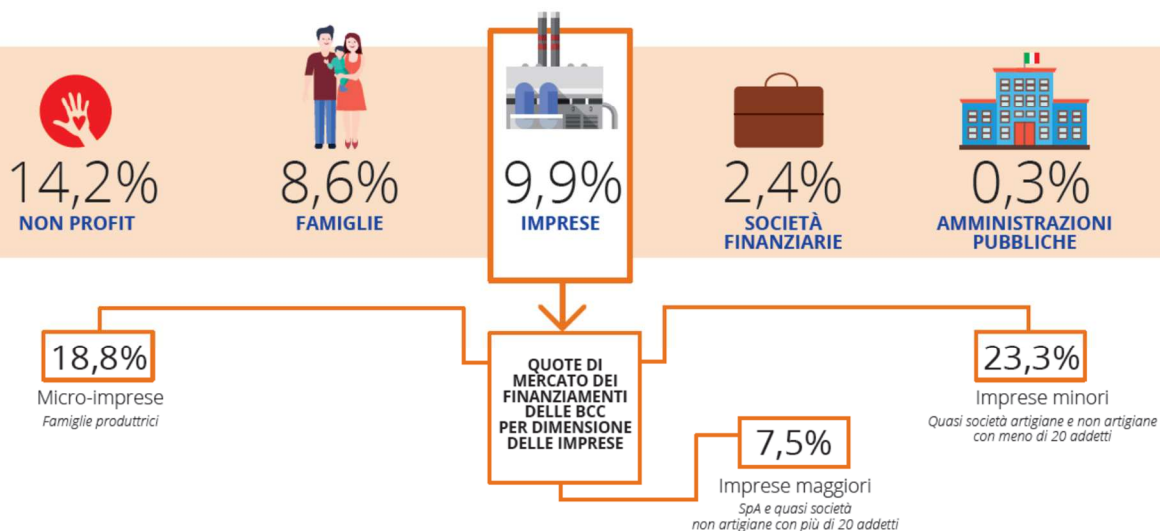 14,2%
NON PROFIT
8,6%
FAMIGLIE
9,9%
IMPRESE
2,4%
SOCIETÀ
FINANZIARIE
0,3%
AMMINISTRAZIONI
PUBBLICHE
QUOTE DI
MERCATO DEI
FINANZIAMENTI
DELLE BCC
PER DIMENSIONE
DELLE IMPRESE
18,8%
Micro-imprese
Famiglie produttrici
7,5%
Imprese maggiori
SpA e quasi società
non artigiane con più di 20 addetti
23,3%
Imprese minori
Quasi società artigiane e non artigiane
con meno di 20 addetti